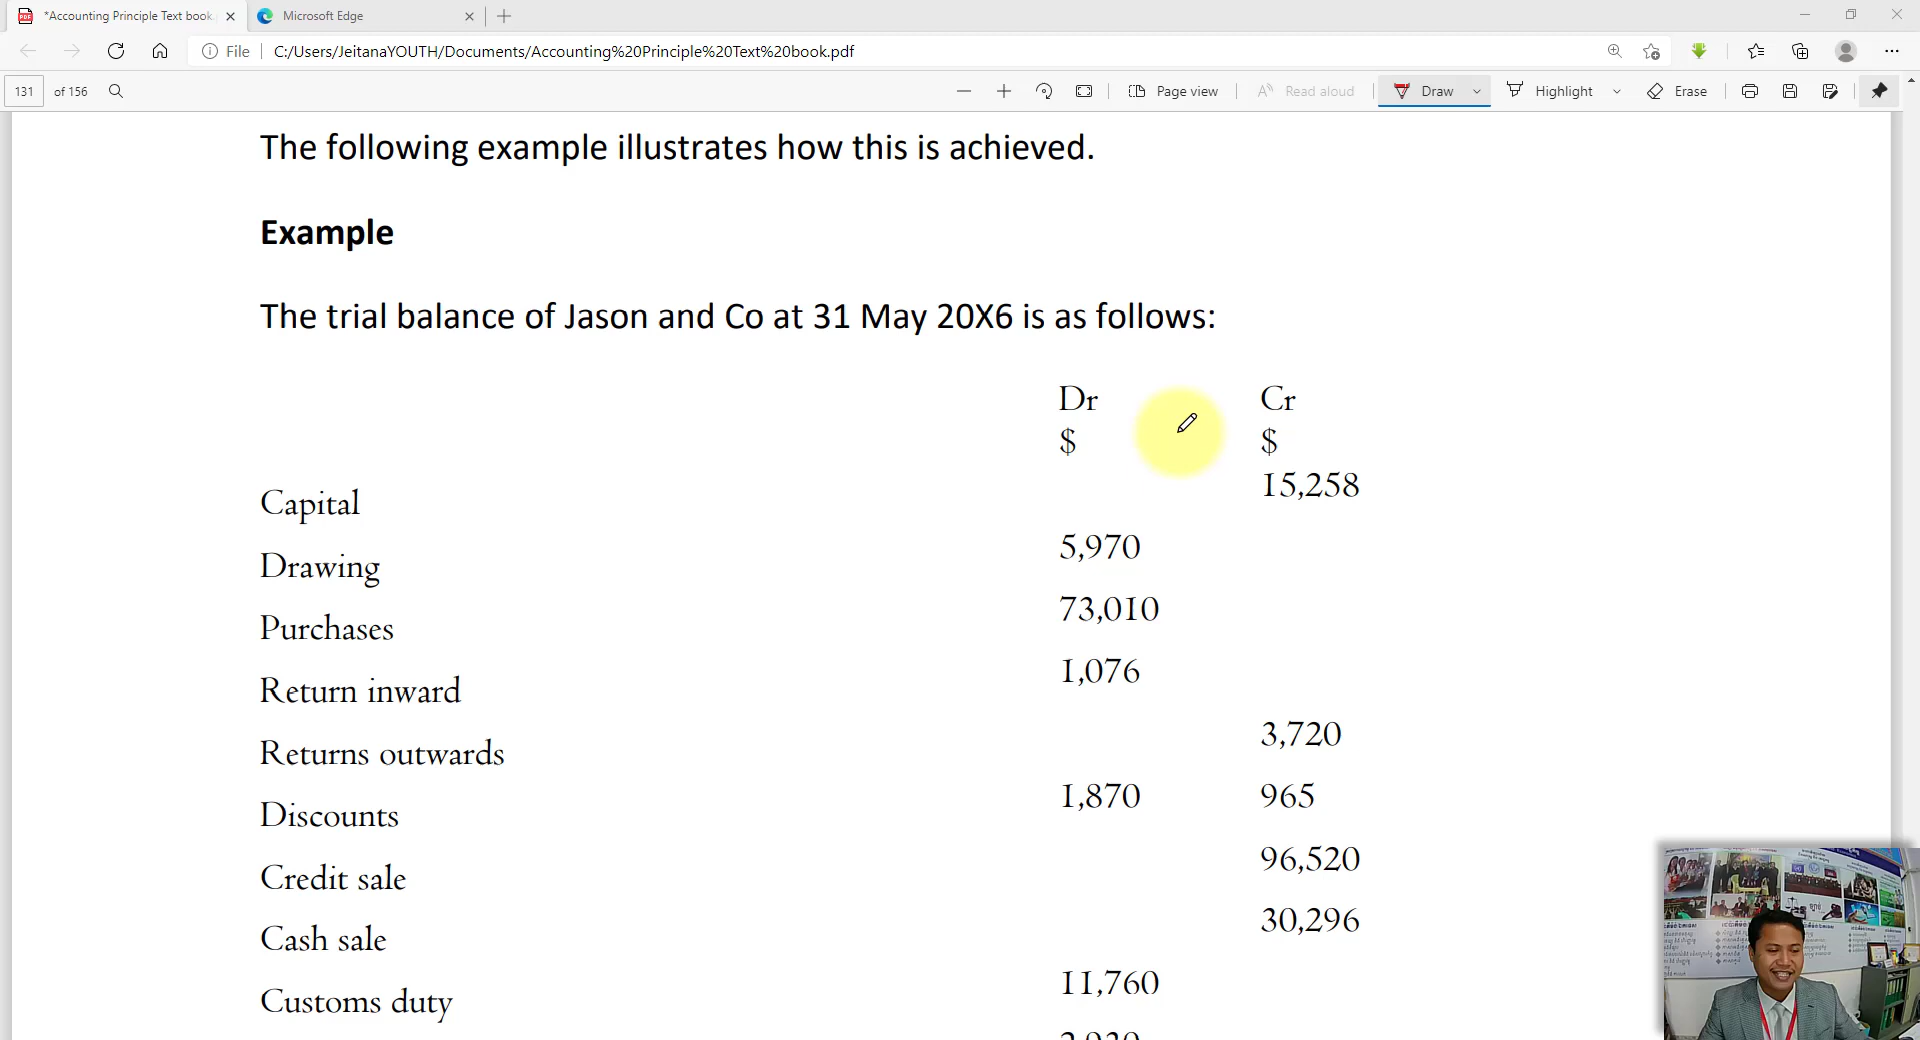 *Accounting Principle Text book.
Microsoft Edge
File
C:/Users/JeitanaYOUTH/Documents/Accounting%20Principle%20Text%20book.pdf
131 of 156
Page view
Read aloud
Draw
Highlight
Erase
The following example illustrates how this is achieved.
Example
The trial balance of Jason and Co at 31 May 20X6 is as follows:
Dr Cr
$ $
Capital 15,258
Drawing 5,970
Purchases 73,010
Return inward 1,076
Returns outwards 3,720
Discounts 1,870 965
Credit sale 96,520
Cash sale 30,296
Customs duty 11,760